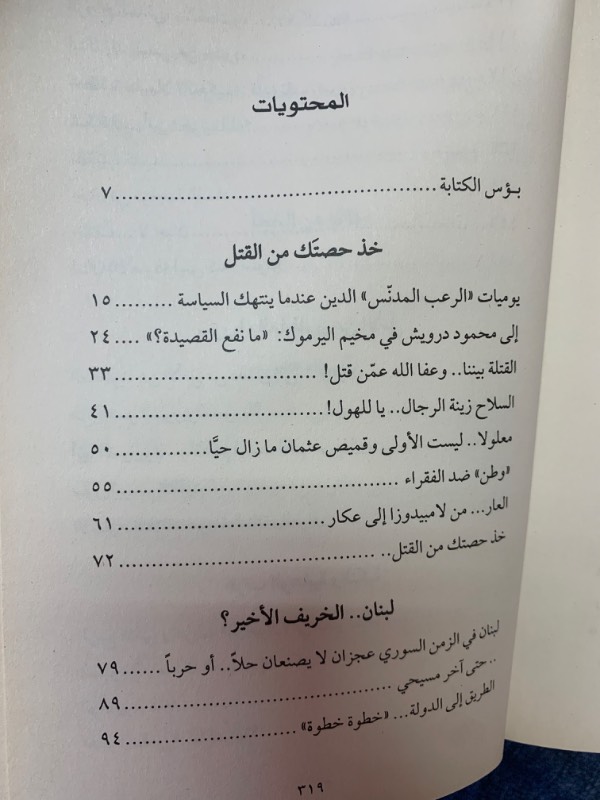 المحتويات
بـؤس الكتابة ................................................ ٧
خذ حصتَك من القتل
يوميات «الرعب المدنّس» الدين عندما ينتهك السياسة ......... ١٥
إلى محمود درويش في مخيم اليرموك: «ما نفع القصيدة؟» .... ٢٤
القتلة بيننا.. وعفا الله عمّن قتل! .............................. ٣٣
السلاح زينة الرجال.. يا للهول! ............................... ٤١
معلولا.. ليست الأولى وقميص عثمان ما زال حيًّا .............. ٥٠
«وطن» ضد الفقراء .......................................... ٥٥
العار... من لامبيدوزا إلى عكار ............................... ٦١
خذ حصتك من القتل.. ...................................... ٧٢
لبنان.. الخريف الأخير؟
لبنان في الزمن السوري عجزان لا يصنعان حلاً.. أو حرباً ...... ٧٩
.. حتى آخر مسيحي ........................................ ٨٩
الطريق إلى الدولة... «خطوة خطوة» .......................... ٩٤
٣١٩